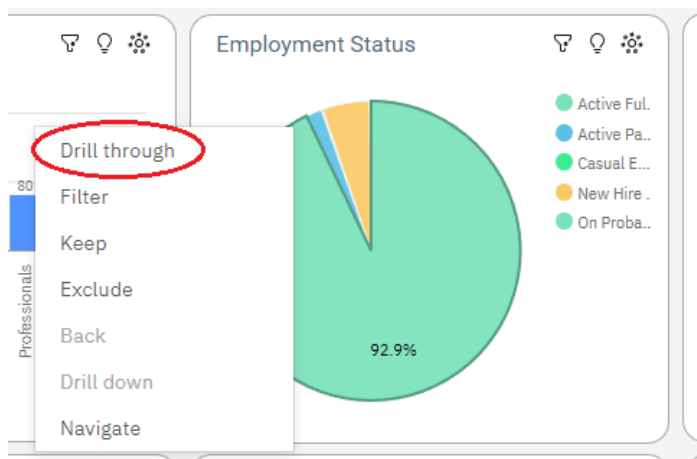 Employment Status
Active Ful.
Active Pa..
Casual E...
New Hire .
On Proba..
92.9%
80
Professionals
Drill through
Filter
Keep
Exclude
Back
Drill down
Navigate